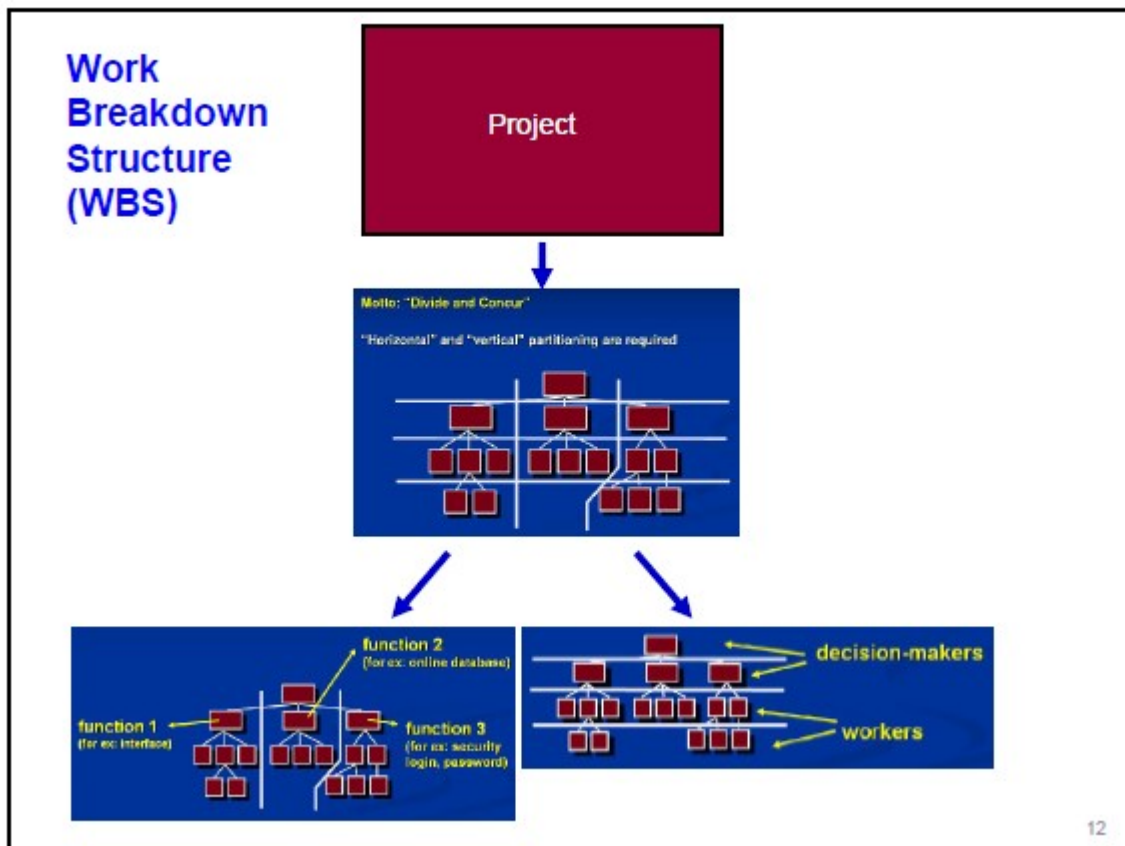 Work
Breakdown
Structure
(WBS)
Project
Motto: "Divide and Concur"
"Horizontal" and "vertical" partitioning are required
function 2
(for ex: online database)
function 1
(for ex: interface)
function 3
(for ex: security
login, password)
decision-makers
workers
12